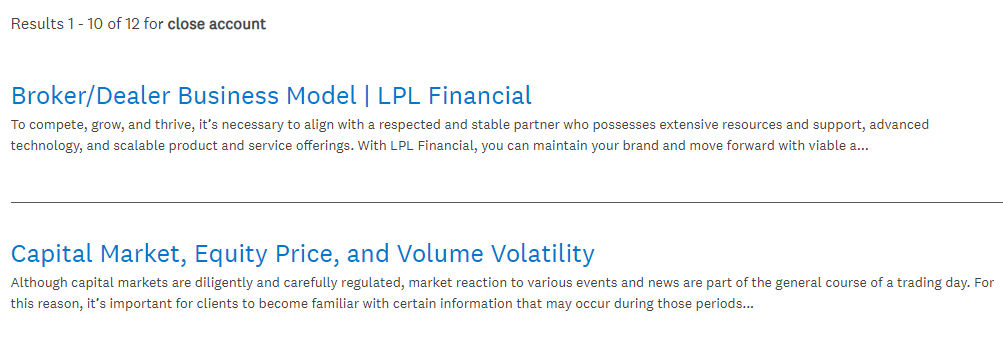 Results 1 - 10 of 12 for close account
Broker/Dealer Business Model | LPL Financial
To compete, grow, and thrive, it's necessary to align with a respected and stable partner who possesses extensive resources and support, advanced
technology, and scalable product and service offerings. With LPL Financial, you can maintain your brand and move forward with viable a...
Capital Market, Equity Price, and Volume Volatility
Although capital markets are diligently and carefully regulated, market reaction to various events and news are part of the general course of a trading day. For
this reason, it's important for clients to become familiar with certain information that may occur during those periods...